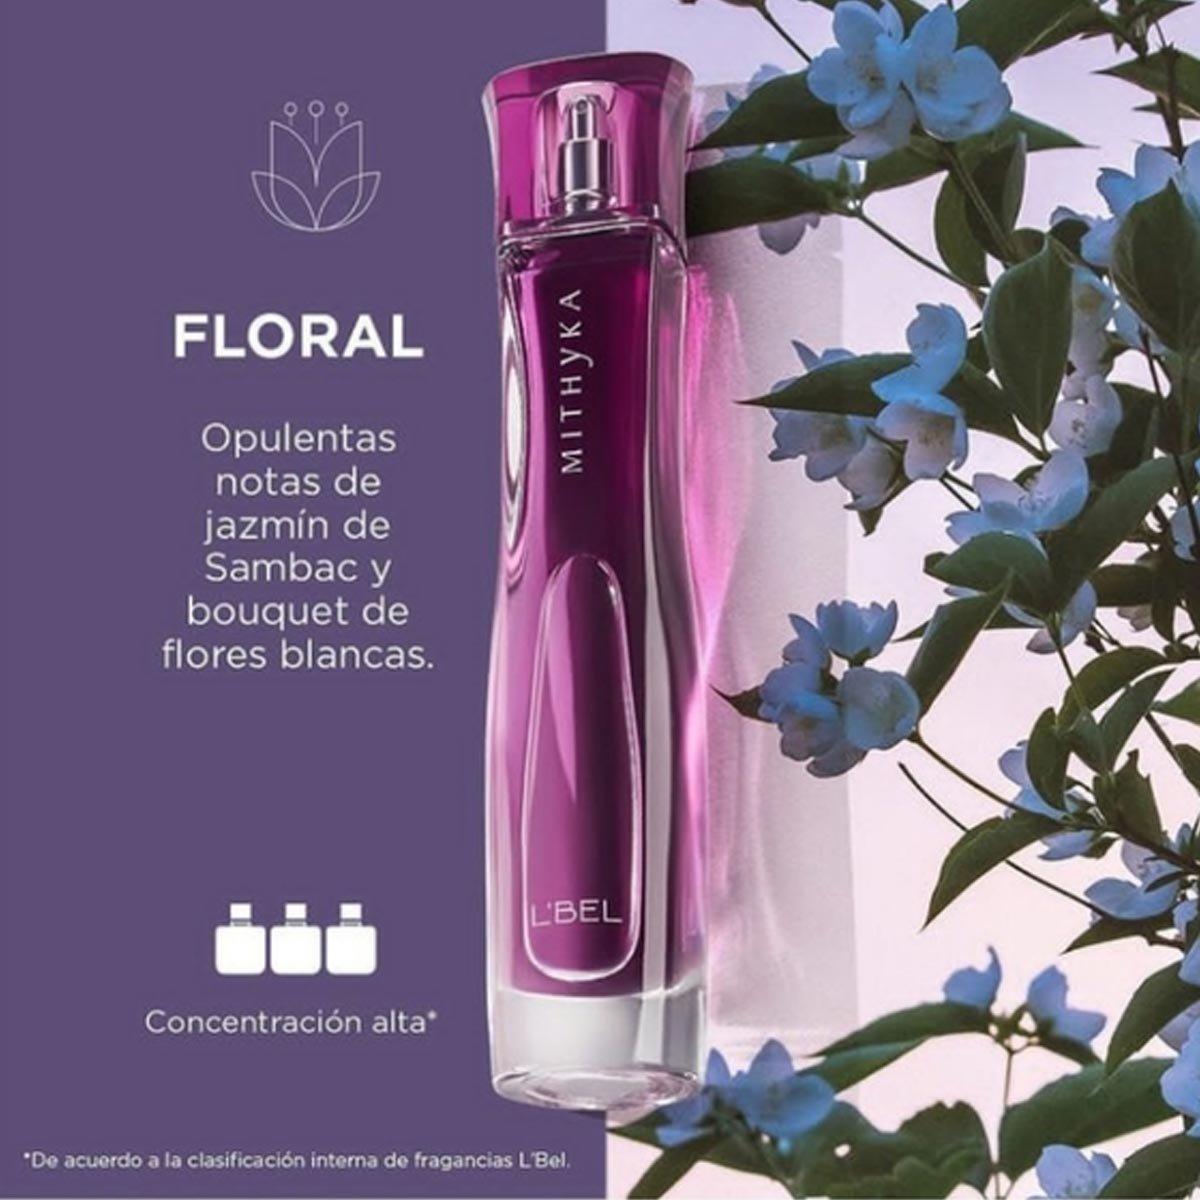 FLORAL
Opulentas
notas de
jazmín de
Sambac y
bouquet de
flores blancas.
Concentración alta*
*De acuerdo a la clasificación interna de fragancias L'Bel.
MITHYKA
L'BEL